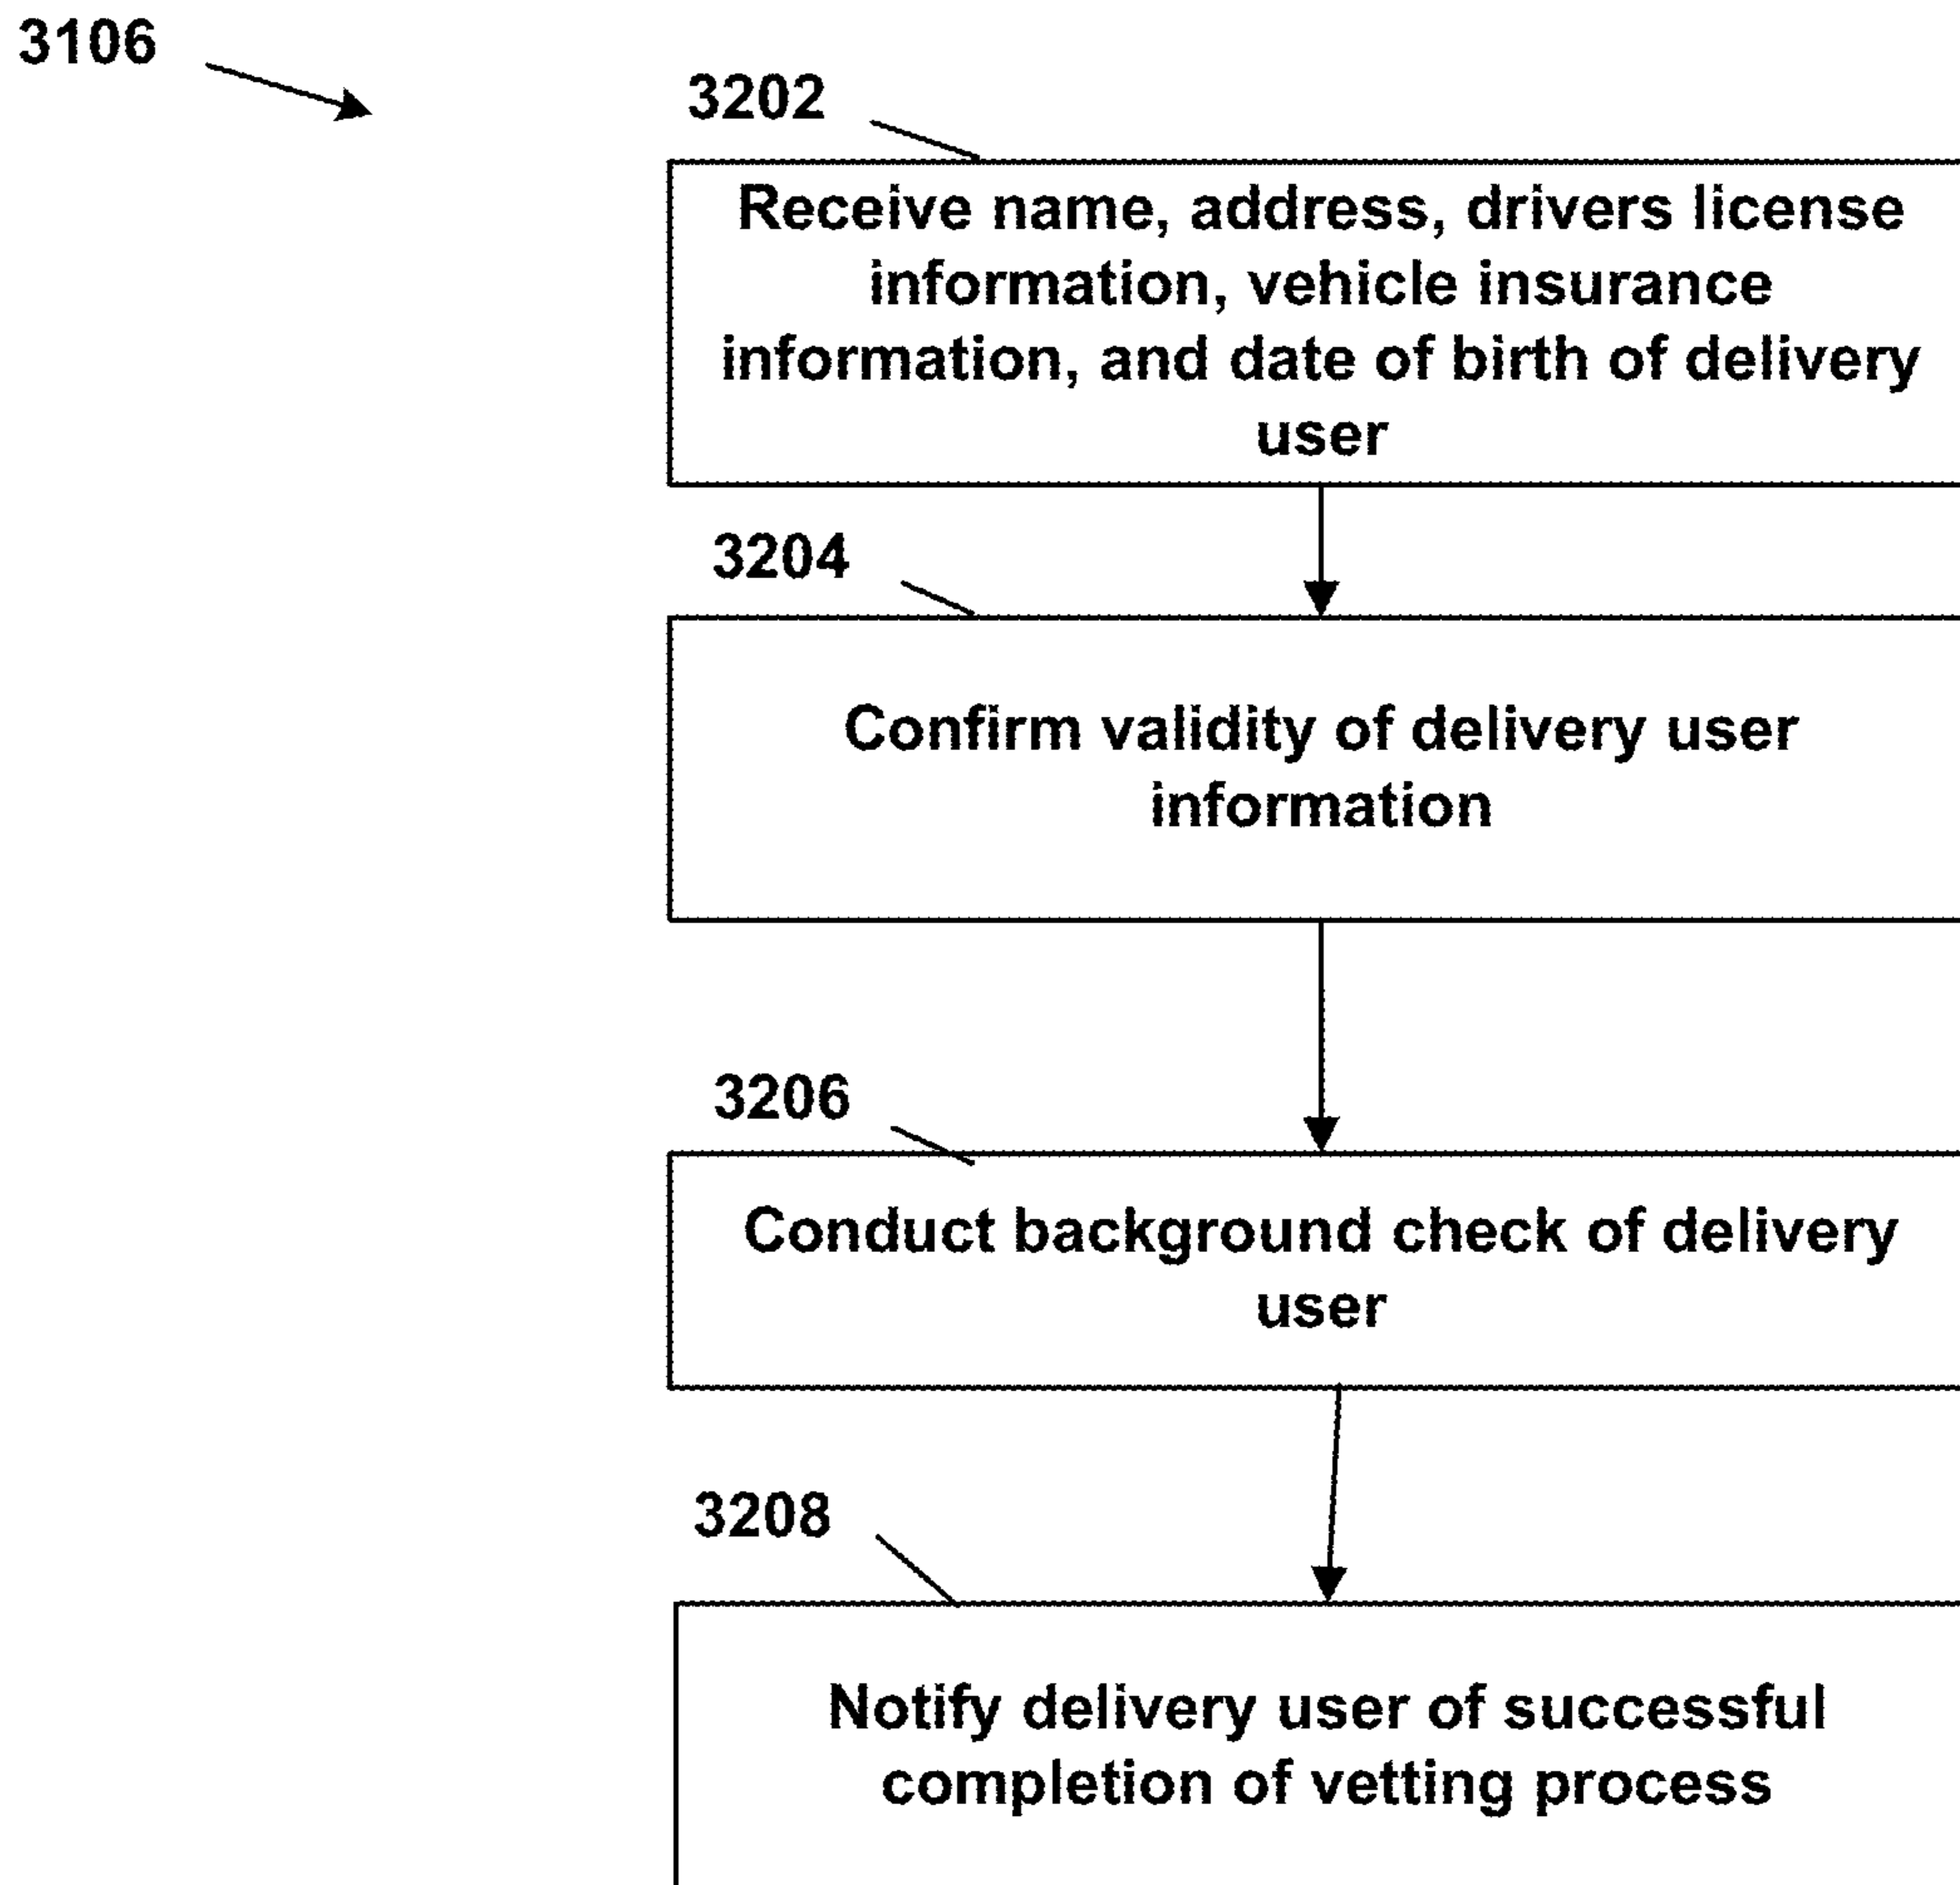 3106
3202
Receive name, address, drivers license
information, vehicle insurance
information, and date of birth of delivery
user
3204
Confirm validity of delivery user
information
3206
Conduct background check of delivery
user
3208
Notify delivery user of successful
completion of vetting process